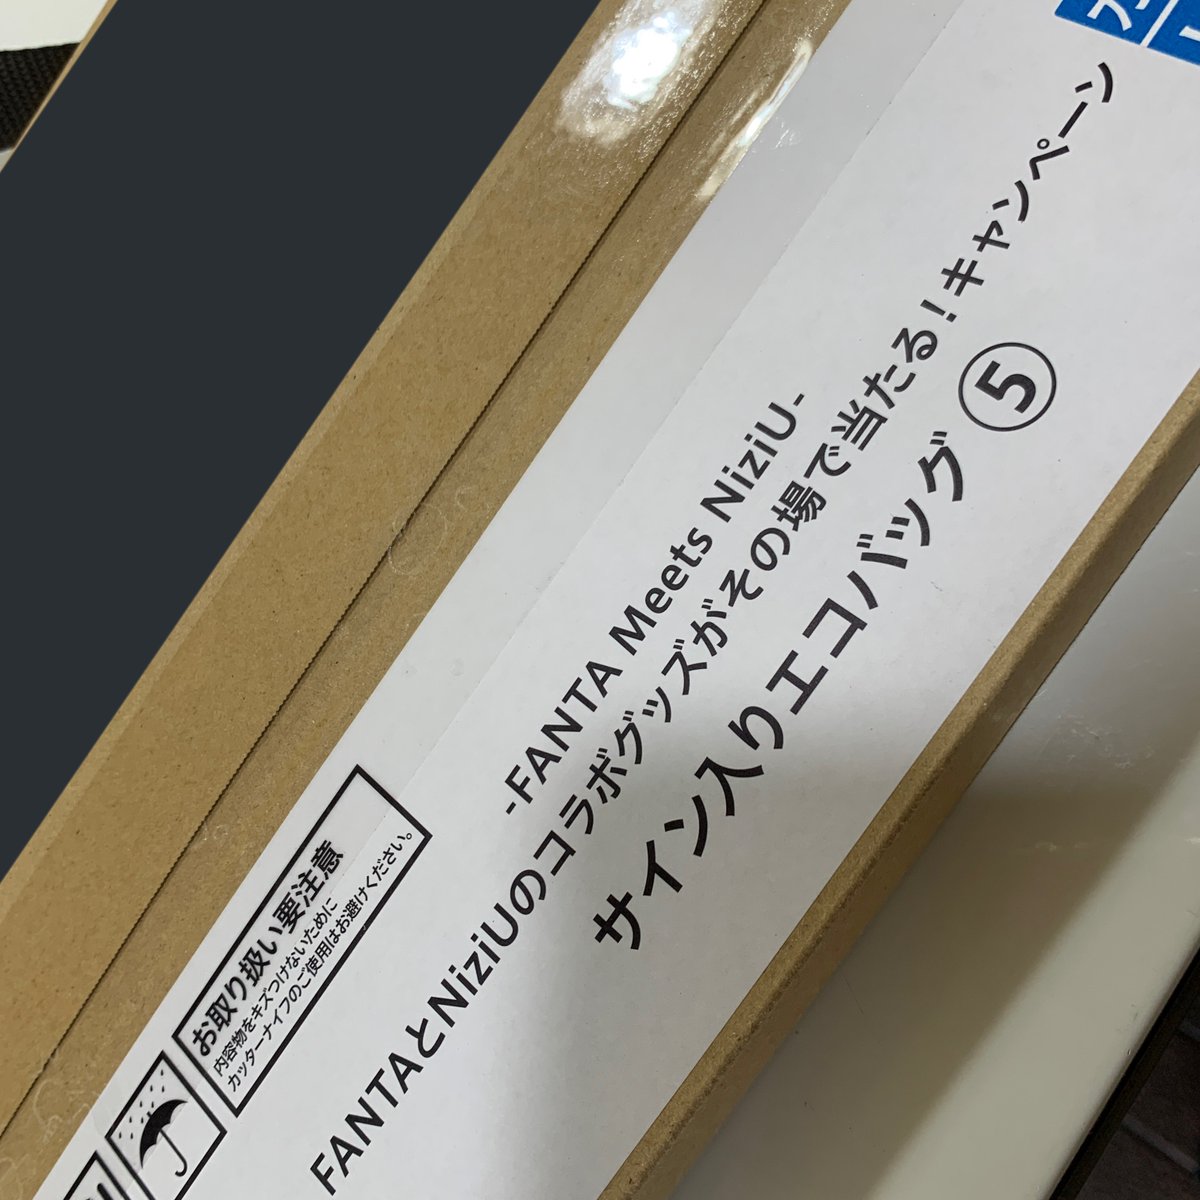 -FANTA Meets NiziU-
FANTAとNiziUのコラボグッズがその場で当たる！キャンペーン
サイン入りエコバッグ⑤
お取り扱い要注意
内容物をキズつけないために
カッターナイフのご使用はお避けください。